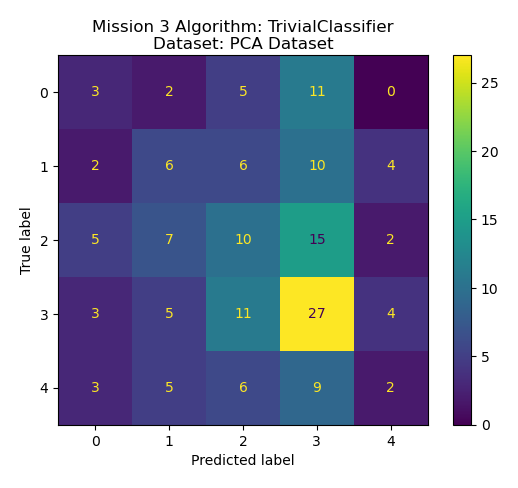 Mission 3 Algorithm: TrivialClassifier
Dataset: PCA Dataset
0 3 2 5 11 0
1 2 6 6 10 4
2 5 7 10 15 2
3 3 5 11 27 4
4 3 5 6 9 2
0 1 2 3 4
True label
Predicted label
25
20
15
10
5
0